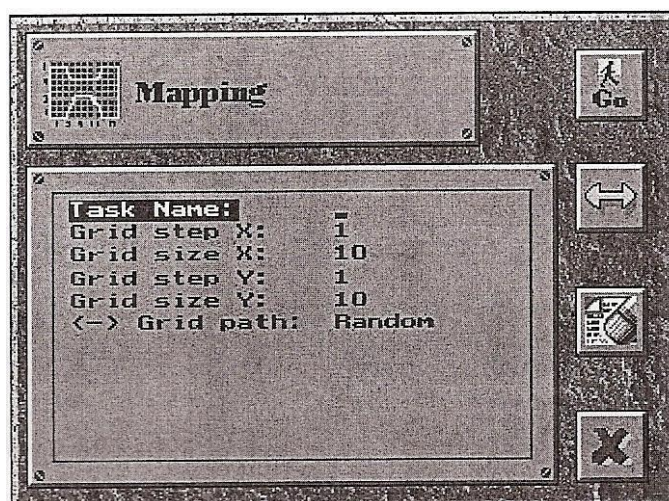 Mapping
Go
Task Name: _
Grid step X: 1
Grid size X: 10
Grid step Y: 1
Grid size Y: 10
<-> Grid path: Random